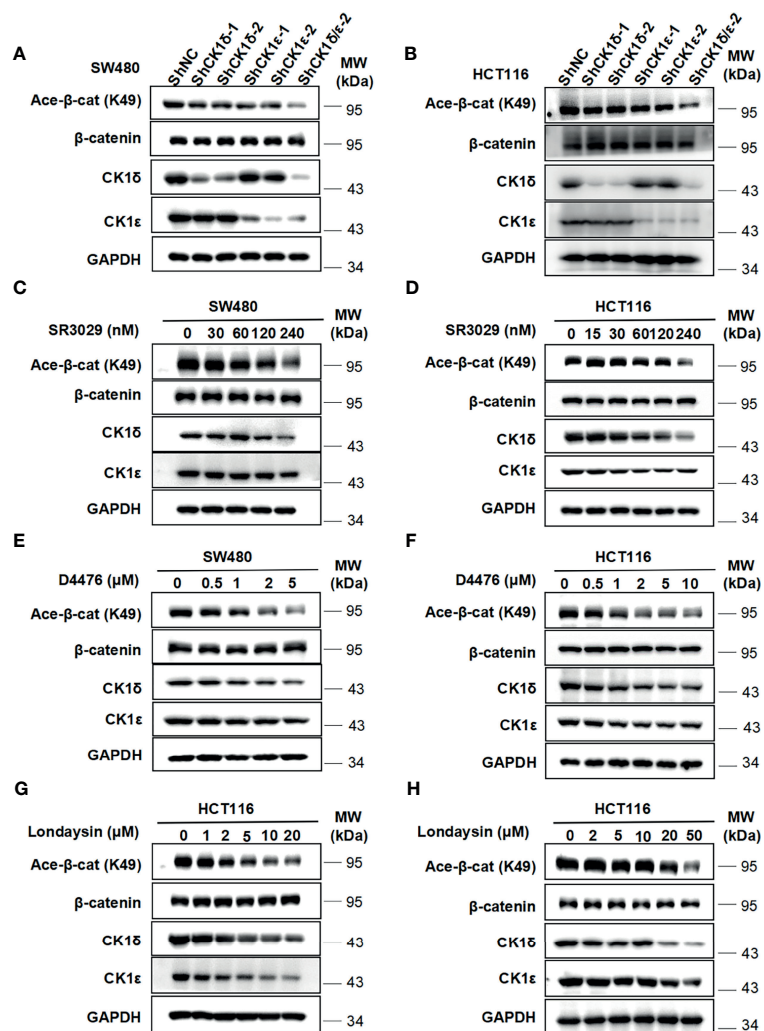 A
SW480
ShNC
ShCK1δ-1
ShCK1δ-2
ShCK1ε-1
ShCK1ε-2
ShCK1δ/ε-2
MW
(kDa)
Ace-β-cat (K49)
95
β-catenin
95
CK1δ
43
CK1ε
43
GAPDH
34
B
HCT116
ShNC
ShCK1δ-1
ShCK1δ-2
ShCK1ε-1
ShCK1ε-2
ShCK1δ/ε-2
MW
(kDa)
Ace-β-cat (K49)
95
β-catenin
95
CK1δ
43
CK1ε
43
GAPDH
34
C
SW480
MW
(kDa)
SR3029 (nM) 0 30 60 120 240
Ace-β-cat (K49)
95
β-catenin
95
CK1δ
43
CK1ε
43
GAPDH
34
D
HCT116
MW
(kDa)
SR3029 (nM) 0 15 30 60 120 240
Ace-β-cat (K49)
95
β-catenin
95
CK1δ
43
CK1ε
43
GAPDH
34
E
SW480
MW
(kDa)
D4476 (μM) 0 0.5 1 2 5
Ace-β-cat (K49)
95
β-catenin
95
CK1δ
43
CK1ε
43
GAPDH
34
F
HCT116
MW
(kDa)
D4476 (μM) 0 0.5 1 2 5 10
Ace-β-cat (K49)
95
β-catenin
95
CK1δ
43
CK1ε
43
GAPDH
34
G
HCT116
MW
(kDa)
Londaysin (μM) 0 1 2 5 10 20
Ace-β-cat (K49)
95
β-catenin
95
CK1δ
43
CK1ε
43
GAPDH
34
H
HCT116
MW
(kDa)
Londaysin (μM) 0 2 5 10 20 50
Ace-β-cat (K49)
95
β-catenin
95
CK1δ
43
CK1ε
43
GAPDH
34